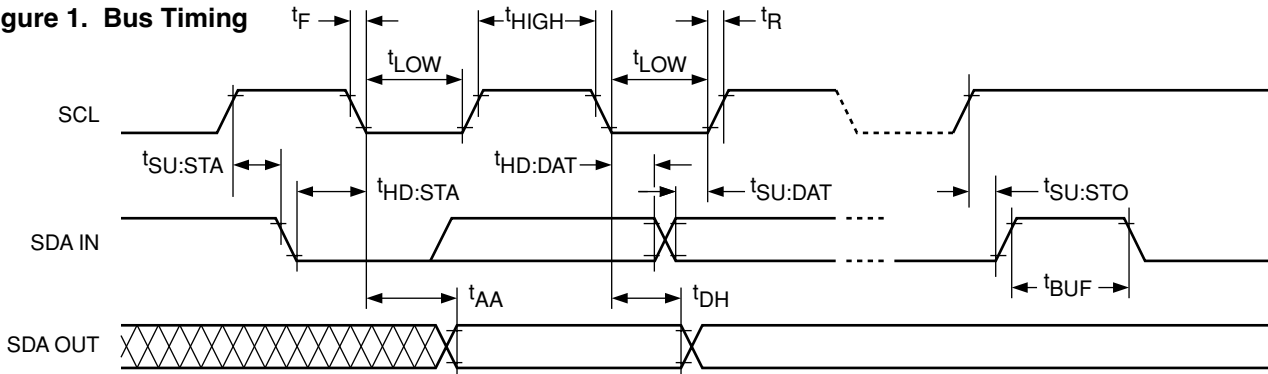 gure 1. Bus Timing
tF
tHIGH
tR
tLOW
tLOW
SCL
tSU:STA
tHD:STA
tHD:DAT
tSU:DAT
tSU:STO
SDA IN
tBUF
tAA
tDH
SDA OUT